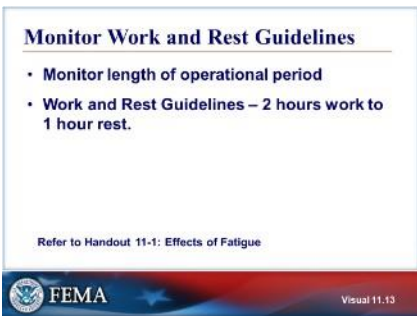 Monitor Work and Rest Guidelines
• Monitor length of operational period
• Work and Rest Guidelines – 2 hours work to
1 hour rest.
Refer to Handout 11-1: Effects of Fatigue
FEMA
Visual 11.13